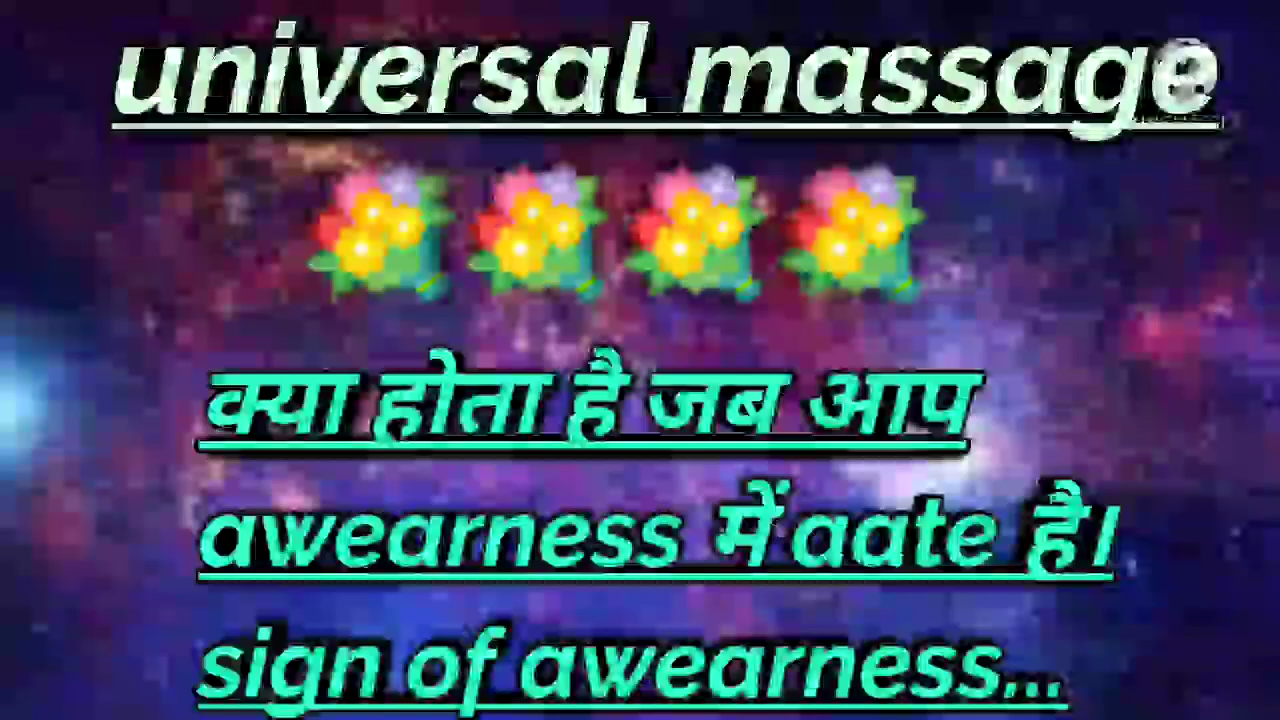 universal massage
क्या होता है जब आप
awearness में aate है।
sign of awearness...